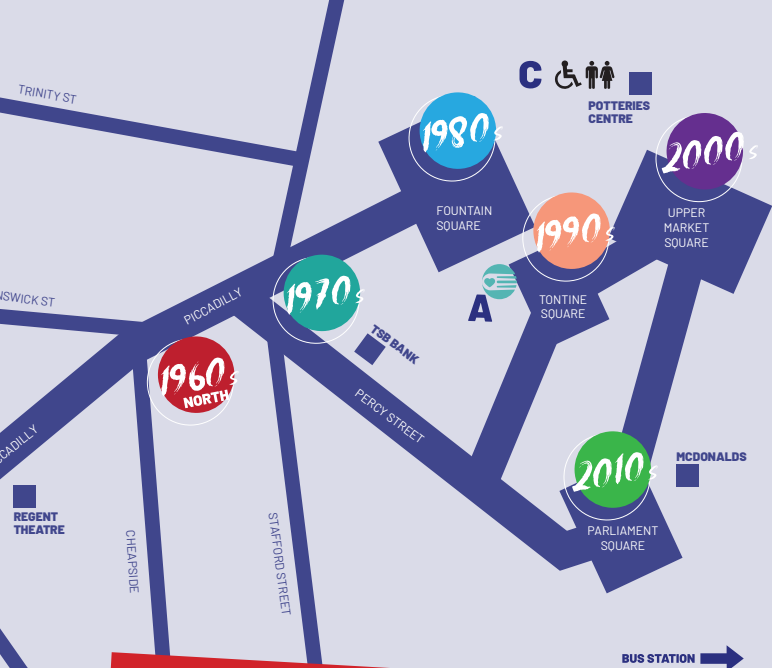 TRINITY ST
C
POTTERIES
CENTRE
1980s
2000s
FOUNTAIN
SQUARE
UPPER
MARKET
SQUARE
1990s
1970s
A
TONTINE
SQUARE
NSWICK ST
PICCADILLY
TSB BANK
1960s
NORTH
PERCY STREET
CCADILLY
2010s
MCDONALDS
REGENT
THEATRE
CHEAPSIDE
STAFFORD STREET
PARLIAMENT
SQUARE
BUS STATION